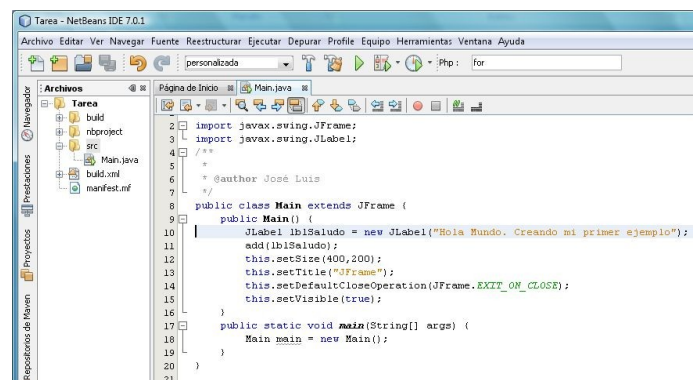 Tarea - NetBeans IDE 7.0.1
Archivo Editar Ver Navegar Fuente Reestructurar Ejecutar Depurar Profile Equipo Herramientas Ventana Ayuda
personalizada
Php :
for
Archivos
Página de Inicio
Main.java
Navegador
Prestaciones
Proyectos
Repositorios de Maven
Tarea
build
nbproject
src
Main.java
build.xml
manifest.mf
2 import javax.swing.JFrame;
3 import javax.swing.JLabel;
4 /**
5 *
6 * @author José Luis
7 */
8 public class Main extends JFrame {
9 public Main() {
10 JLabel lblSaludo = new JLabel("Hola Mundo. Creando mi primer ejemplo");
11 add(lblSaludo);
12 this.setSize(400,200);
13 this.setTitle("JFrame");
14 this.setDefaultCloseOperation(JFrame.EXIT_ON_CLOSE);
15 this.setVisible(true);
16 }
17 public static void main(String[] args) {
18 Main main = new Main();
19 }
20 }
21